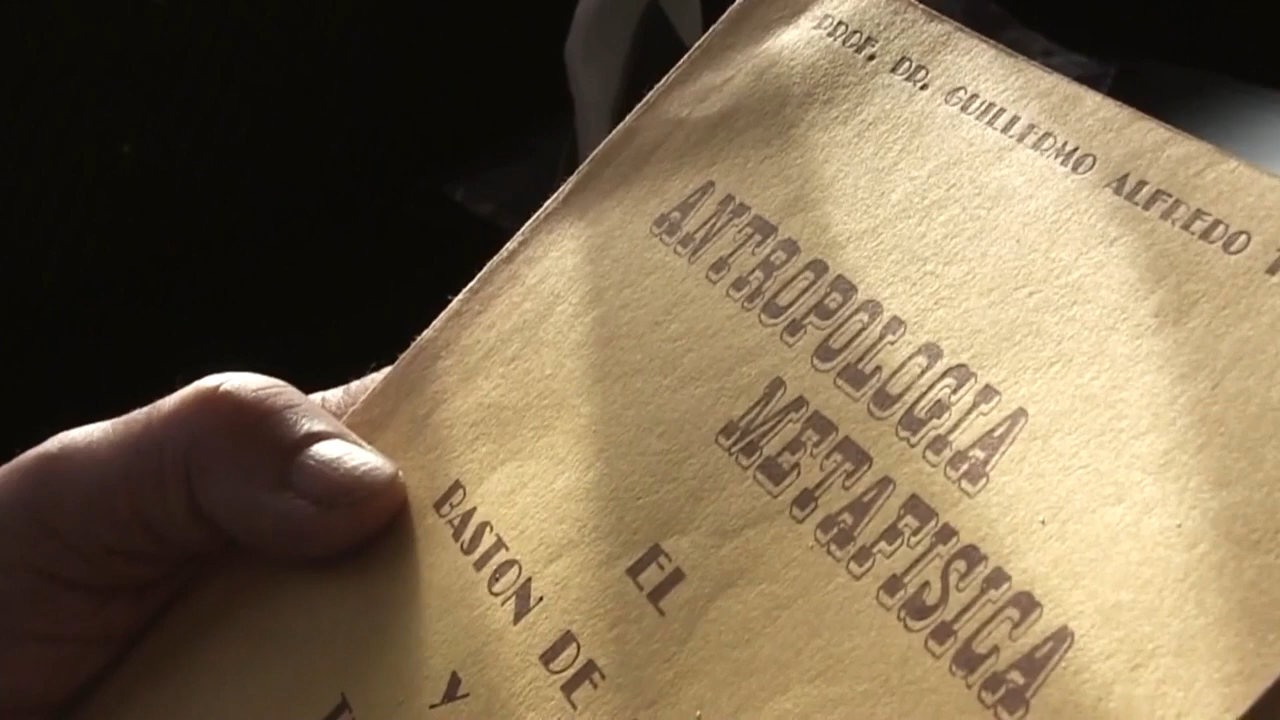 PROF. DR. GUILLERMO ALFREDO
ANTROPOLOGIA
METAFISICA
EL
BASTON DE
Y